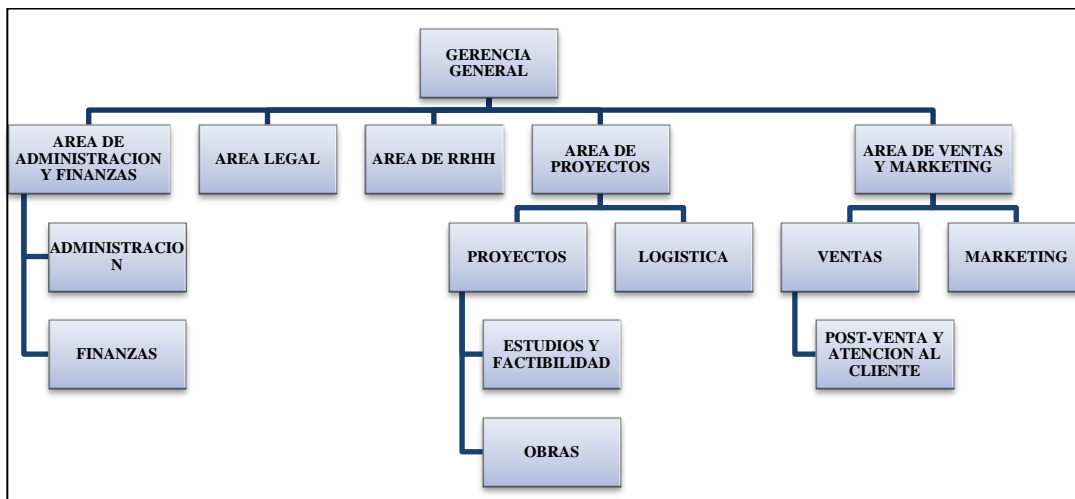 GERENCIA
GENERAL
AREA DE
ADMINISTRACION
Y FINANZAS
AREA LEGAL
AREA DE RRHH
AREA DE
PROYECTOS
AREA DE VENTAS
Y MARKETING
ADMINISTRACIO
N
PROYECTOS
LOGISTICA
VENTAS
MARKETING
FINANZAS
ESTUDIOS Y
FACTIBILIDAD
POST-VENTA Y
ATENCION AL
CLIENTE
OBRAS